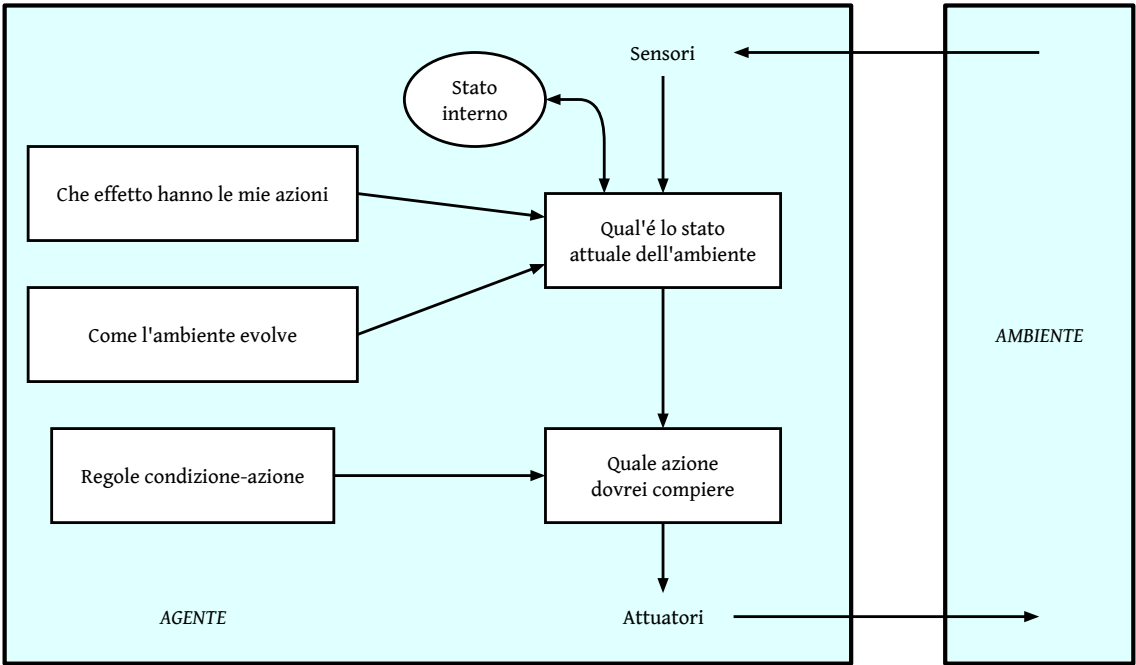 Sensori
Stato
interno
Che effetto hanno le mie azioni
Qual'é lo stato
attuale dell'ambiente
Come l'ambiente evolve
AMBIENTE
Regole condizione-azione
Quale azione
dovrei compiere
AGENTE
Attuatori